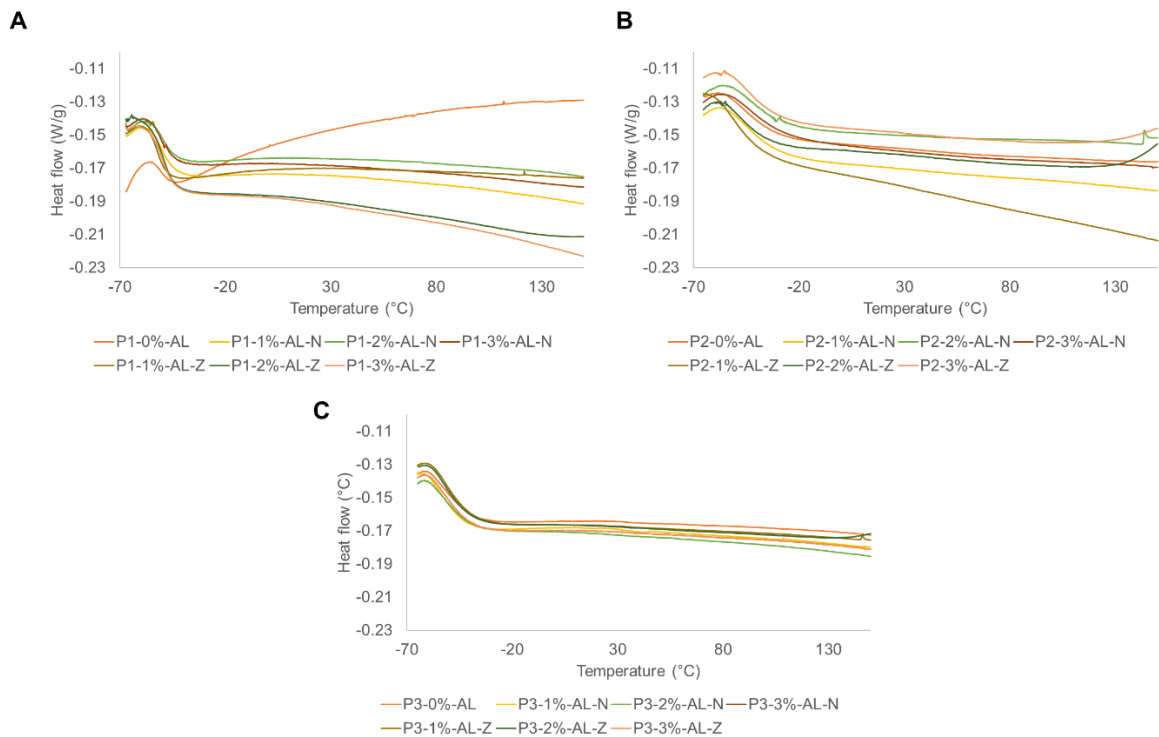 A
-0.11
-0.13
-0.15
-0.17
-0.19
-0.21
-0.23
Heat flow (W/g)
-70 -20 30 80 130
Temperature (°C)
P1-0%-AL P1-1%-AL-N P1-2%-AL-N P1-3%-AL-N
P1-1%-AL-Z P1-2%-AL-Z P1-3%-AL-Z
B
-0.11
-0.13
-0.15
-0.17
-0.19
-0.21
-0.23
Heat flow (W/g)
-70 -20 30 80 130
Temperature (°C)
P2-0%-AL P2-1%-AL-N P2-2%-AL-N P2-3%-AL-N
P2-1%-AL-Z P2-2%-AL-Z P2-3%-AL-Z
C
-0.11
-0.13
-0.15
-0.17
-0.19
-0.21
-0.23
Heat flow (°C)
-70 -20 30 80 130
Temperature (°C)
P3-0%-AL P3-1%-AL-N P3-2%-AL-N P3-3%-AL-N
P3-1%-AL-Z P3-2%-AL-Z P3-3%-AL-Z